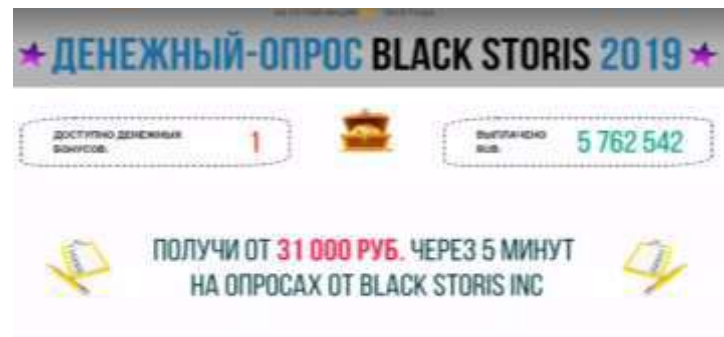 ДЕНЕЖНЫЙ-ОПРОС BLACK STORIS 2019
ДОСТУПНО ДЕНЕЖНЫХ
БОНУСОВ:
1
ВЫПЛАЧЕНО
RUB:
5 762 542
ПОЛУЧИ ОТ 31 000 РУБ. ЧЕРЕЗ 5 МИНУТ
НА ОПРОСАХ ОТ BLACK STORIS INC